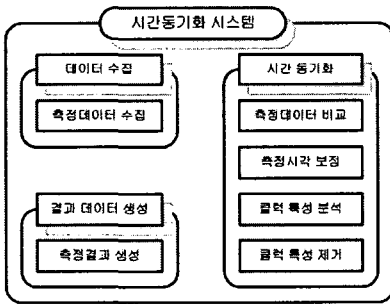 시간동기화 시스템
데이터 수집
측정데이터 수집
결과 데이터 생성
측정결과 생성
시간 동기화
측정데이터 비교
측정시각 보정
클럭 특성 분석
클럭 특성 제거